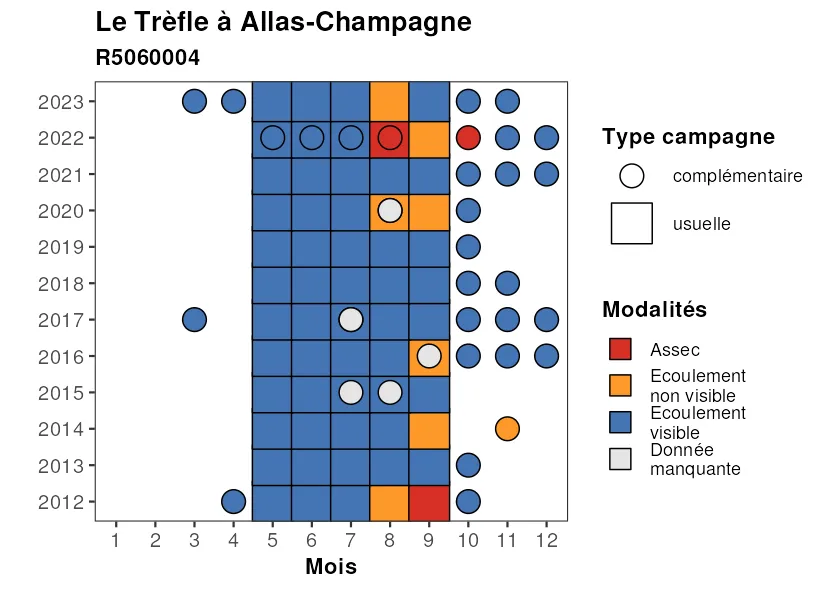 Le Trèfle à Allas-Champagne
R5060004
2023
2022
2021
2020
2019
2018
2017
2016
2015
2014
2013
2012
1 2 3 4 5 6 7 8 9 10 11 12
Mois
Type campagne
complémentaire
usuelle
Modalités
Assec
Ecoulement
non visible
Ecoulement
visible
Donnée
manquante